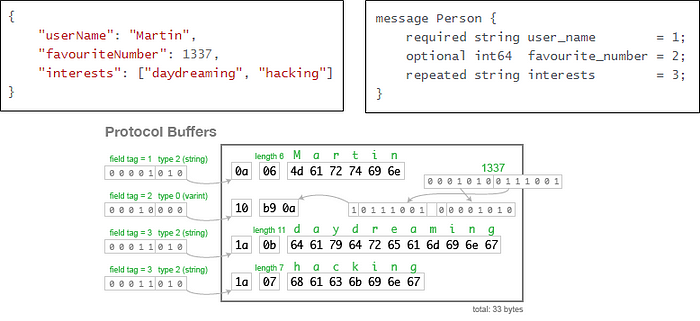 {
"userName": "Martin",
"favouriteNumber": 1337,
"interests": ["daydreaming", "hacking"]
}
message Person {
required string user_name = 1;
optional int64 favourite_number = 2;
repeated string interests = 3;
}
Protocol Buffers
field tag = 1 type 2 (string)
0 0 0 0 1 0 1 0
length 6 M a r t i n
0a 06 4d 61 72 74 69 6e
1337
0 0 0 1 0 1 0 0 1 1 1 0 0 1
field tag = 2 type 0 (varint)
0 0 0 1 0 0 0 0
10 b9 0a
1 0 1 1 1 0 0 1 0 0 0 0 1 0 1 0
field tag = 3 type 2 (string)
0 0 0 1 1 0 1 0
length 11 d a y d r e a m i n g
1a 0b 64 61 79 64 72 65 61 6d 69 6e 67
field tag = 3 type 2 (string)
0 0 0 1 1 0 1 0
length 7 h a c k i n g
1a 07 68 61 63 6b 69 6e 67
total: 33 bytes